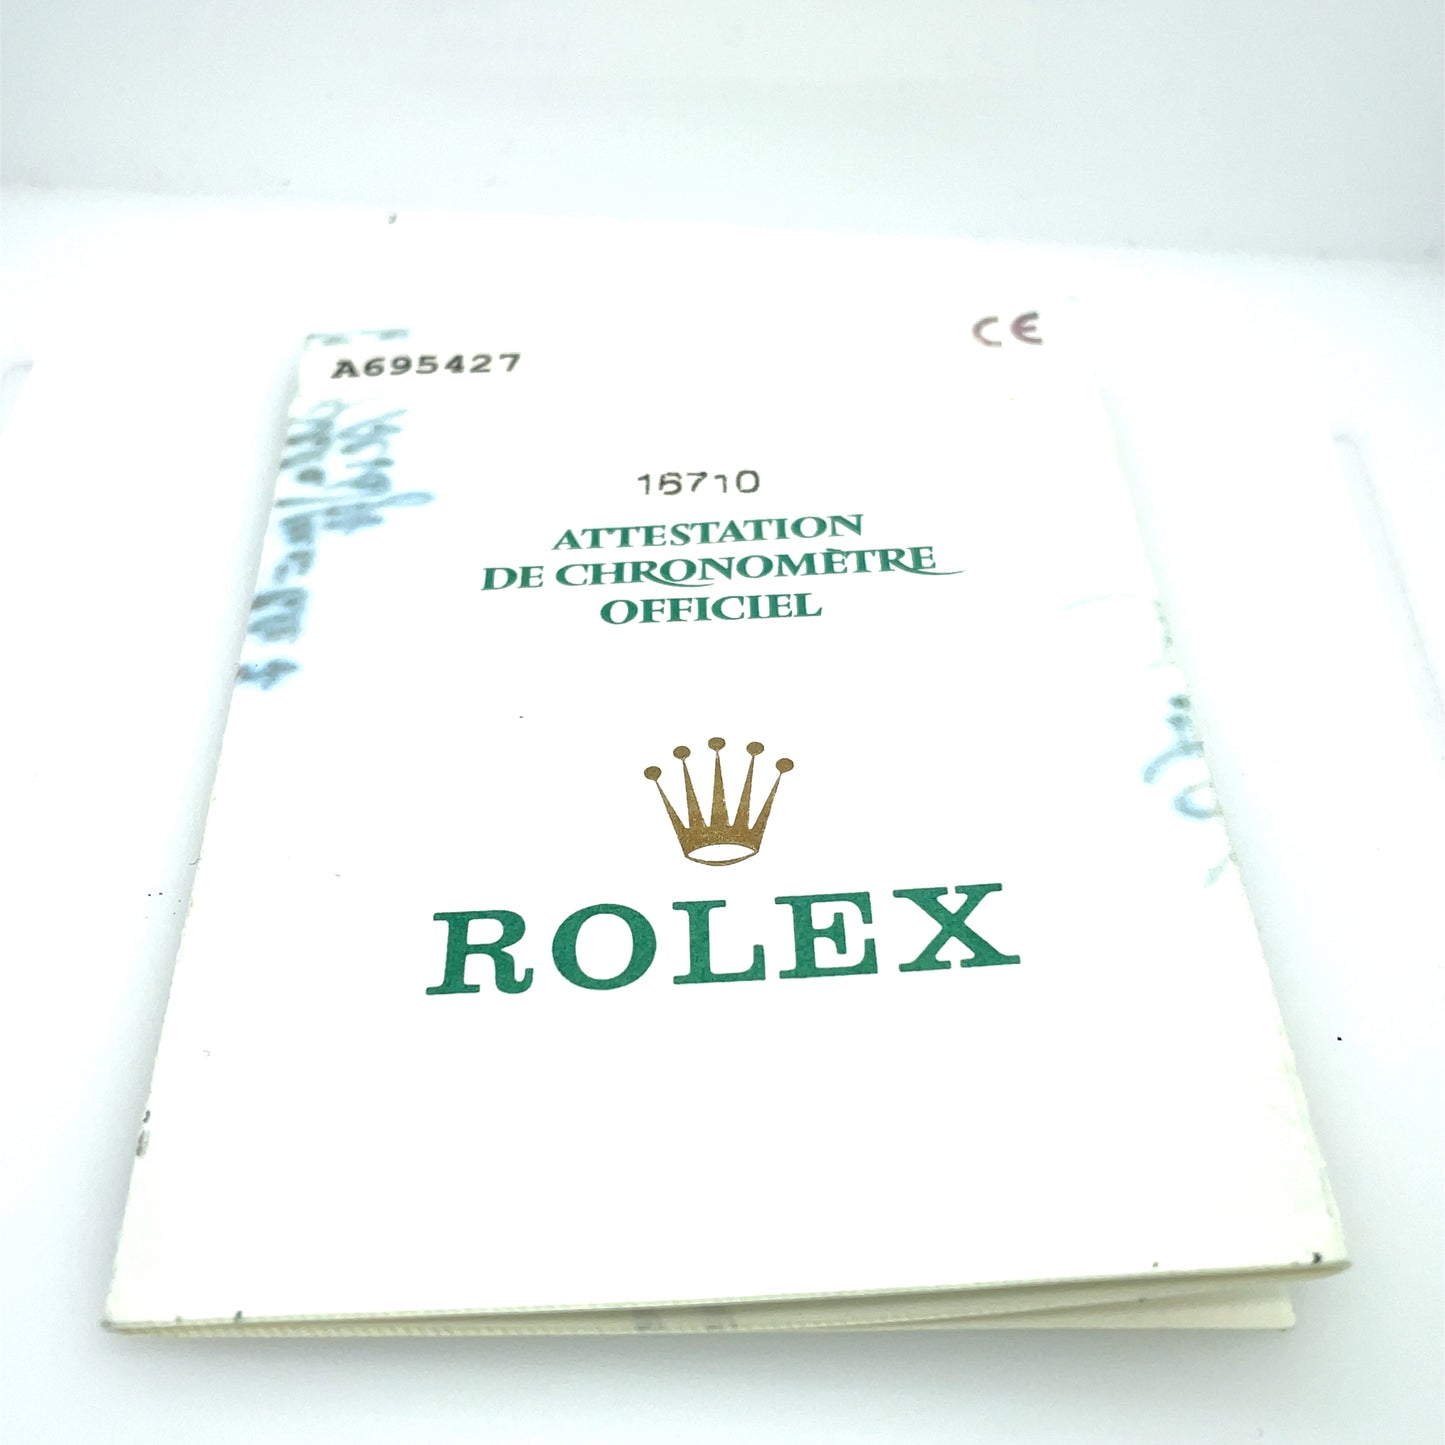 A695427
CE
16710
ATTESTATION
DE CHRONOMÈTRE
OFFICIEL
ROLEX